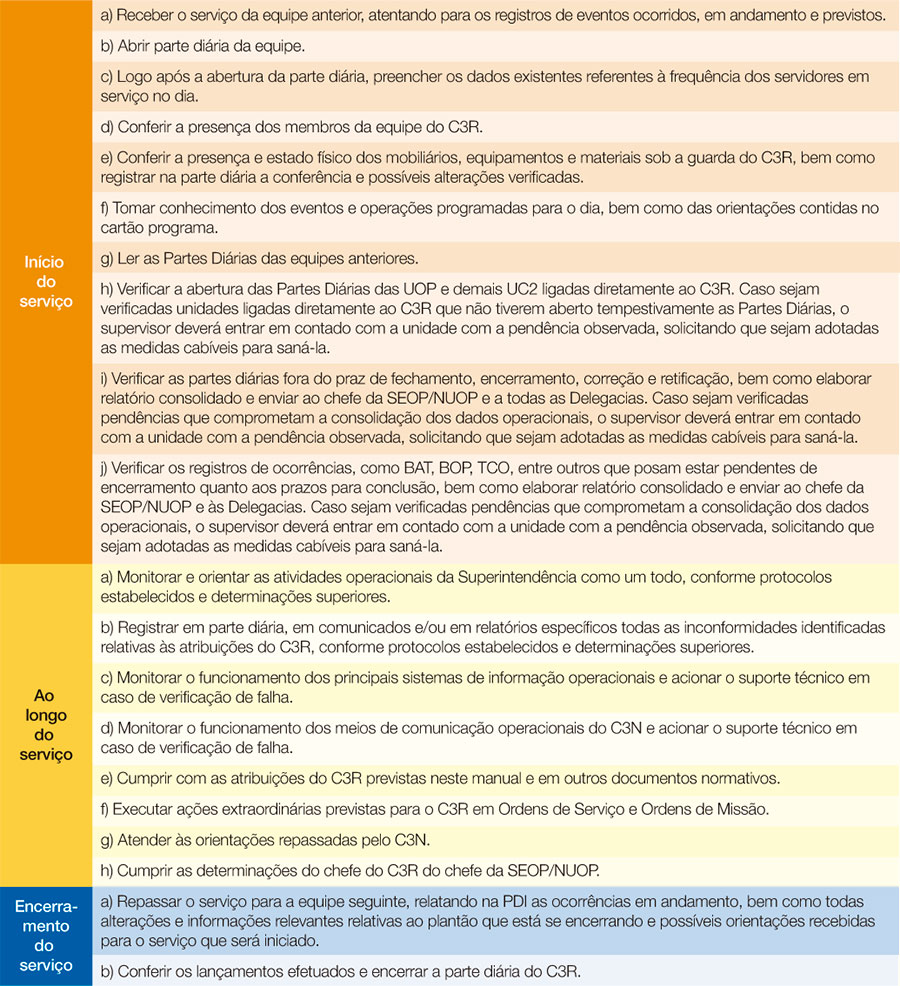 Início
do
serviço
a) Receber o serviço da equipe anterior, atentando para os registros de eventos ocorridos, em andamento e previstos.
b) Abrir parte diária da equipe.
c) Logo após a abertura da parte diária, preencher os dados existentes referentes à frequência dos servidores em
serviço no dia.
d) Conferir a presença dos membros da equipe do C3R.
e) Conferir a presença e estado físico dos mobiliários, equipamentos e materiais sob a guarda do C3R, bem como
registrar na parte diária a conferência e possíveis alterações verificadas.
f) Tomar conhecimento dos eventos e operações programadas para o dia, bem como das orientações contidas no
cartão programa.
g) Ler as Partes Diárias das equipes anteriores.
h) Verificar a abertura das Partes Diárias das UOP e demais UC2 ligadas diretamente ao C3R. Caso sejam
verificadas unidades ligadas diretamente ao C3R que não tiverem aberto tempestivamente as Partes Diárias, o
supervisor deverá entrar em contado com a unidade com a pendência observada, solicitando que sejam adotadas
as medidas cabíveis para saná-la.
i) Verificar as partes diárias fora do praz de fechamento, encerramento, correção e retificação, bem como elaborar
relatório consolidado e enviar ao chefe da SEOP/NUOP e a todas as Delegacias. Caso sejam verificadas
pendências que comprometam a consolidação dos dados operacionais, o supervisor deverá entrar em contado
com a unidade com a pendência observada, solicitando que sejam adotadas as medidas cabíveis para saná-la.
j) Verificar os registros de ocorrências, como BAT, BOP, TCO, entre outros que posam estar pendentes de
encerramento quanto aos prazos para conclusão, bem como elaborar relatório consolidado e enviar ao chefe da
SEOP/NUOP e às Delegacias. Caso sejam verificadas pendências que comprometam a consolidação dos dados
operacionais, o supervisor deverá entrar em contado com a unidade com a pendência observada, solicitando que
sejam adotadas as medidas cabíveis para saná-la.
Ao
longo
do
serviço
a) Monitorar e orientar as atividades operacionais da Superintendência como um todo, conforme protocolos
estabelecidos e determinações superiores.
b) Registrar em parte diária, em comunicados e/ou em relatórios específicos todas as inconformidades identificadas
relativas às atribuições do C3R, conforme protocolos estabelecidos e determinações superiores.
c) Monitorar o funcionamento dos principais sistemas de informação operacionais e acionar o suporte técnico em
caso de verificação de falha.
d) Monitorar o funcionamento dos meios de comunicação operacionais do C3N e acionar o suporte técnico em
caso de verificação de falha.
e) Cumprir com as atribuições do C3R previstas neste manual e em outros documentos normativos.
f) Executar ações extraordinárias previstas para o C3R em Ordens de Serviço e Ordens de Missão.
g) Atender às orientações repassadas pelo C3N.
h) Cumprir as determinações do chefe do C3R do chefe da SEOP/NUOP.
Encerra-
mento
do
serviço
a) Repassar o serviço para a equipe seguinte, relatando na PDI as ocorrências em andamento, bem como todas
alterações e informações relevantes relativas ao plantão que está se encerrando e possíveis orientações recebidas
para o serviço que será iniciado.
b) Conferir os lançamentos efetuados e encerrar a parte diária do C3R.